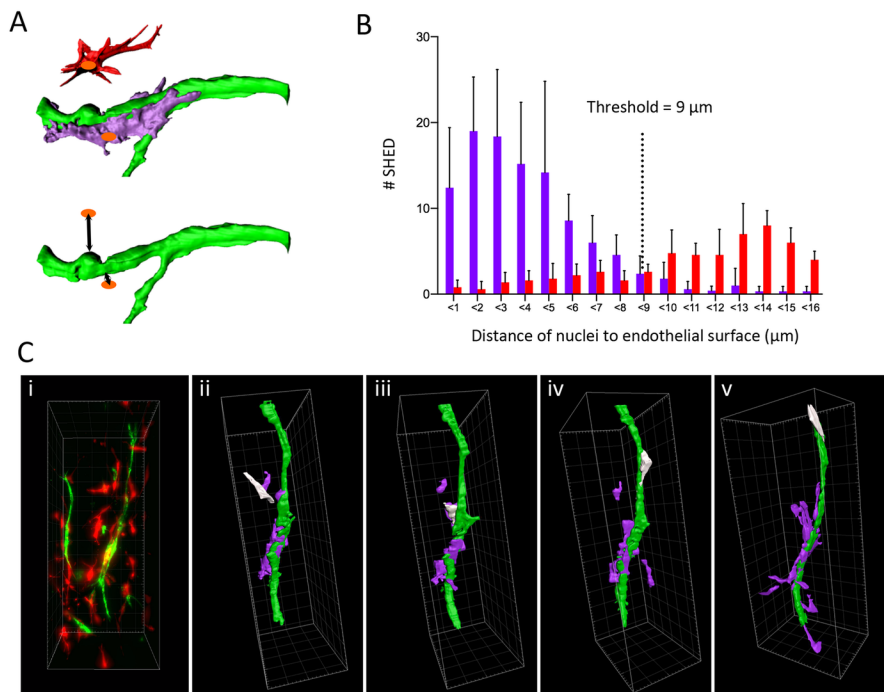 A
B
30
20
10
0
# SHED
Threshold = 9 µm
<1 <2 <3 <4 <5 <6 <7 <8 <9 <10 <11 <12 <13 <14 <15 <16
Distance of nuclei to endothelial surface (µm)
C
i
ii
iii
iv
v